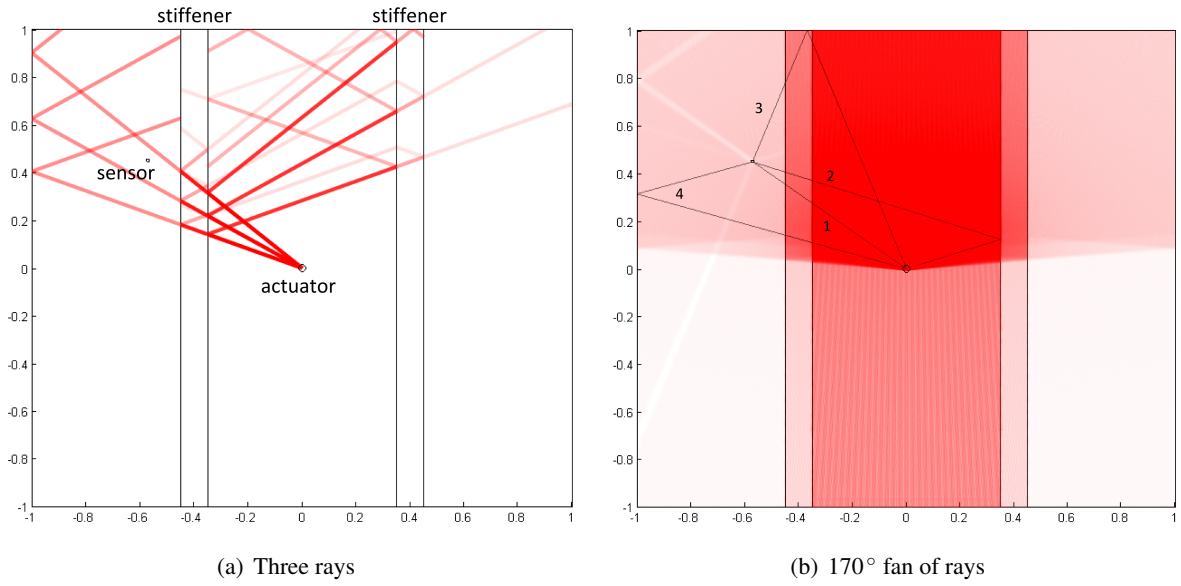 stiffener stiffener
1 1
0.8 0.8
0.6 3 0.6
sensor
0.4 2 0.4
4
0.2 1 0.2
0 0
actuator
-0.2 -0.2
-0.4 -0.4
-0.6 -0.6
-0.8 -0.8
-1 -1
-1 -0.8 -0.6 -0.4 -0.2 0 0.2 0.4 0.6 0.8 1
-1 -0.8 -0.6 -0.4 -0.2 0 0.2 0.4 0.6 0.8 1
(a) Three rays
(b) 170° fan of rays